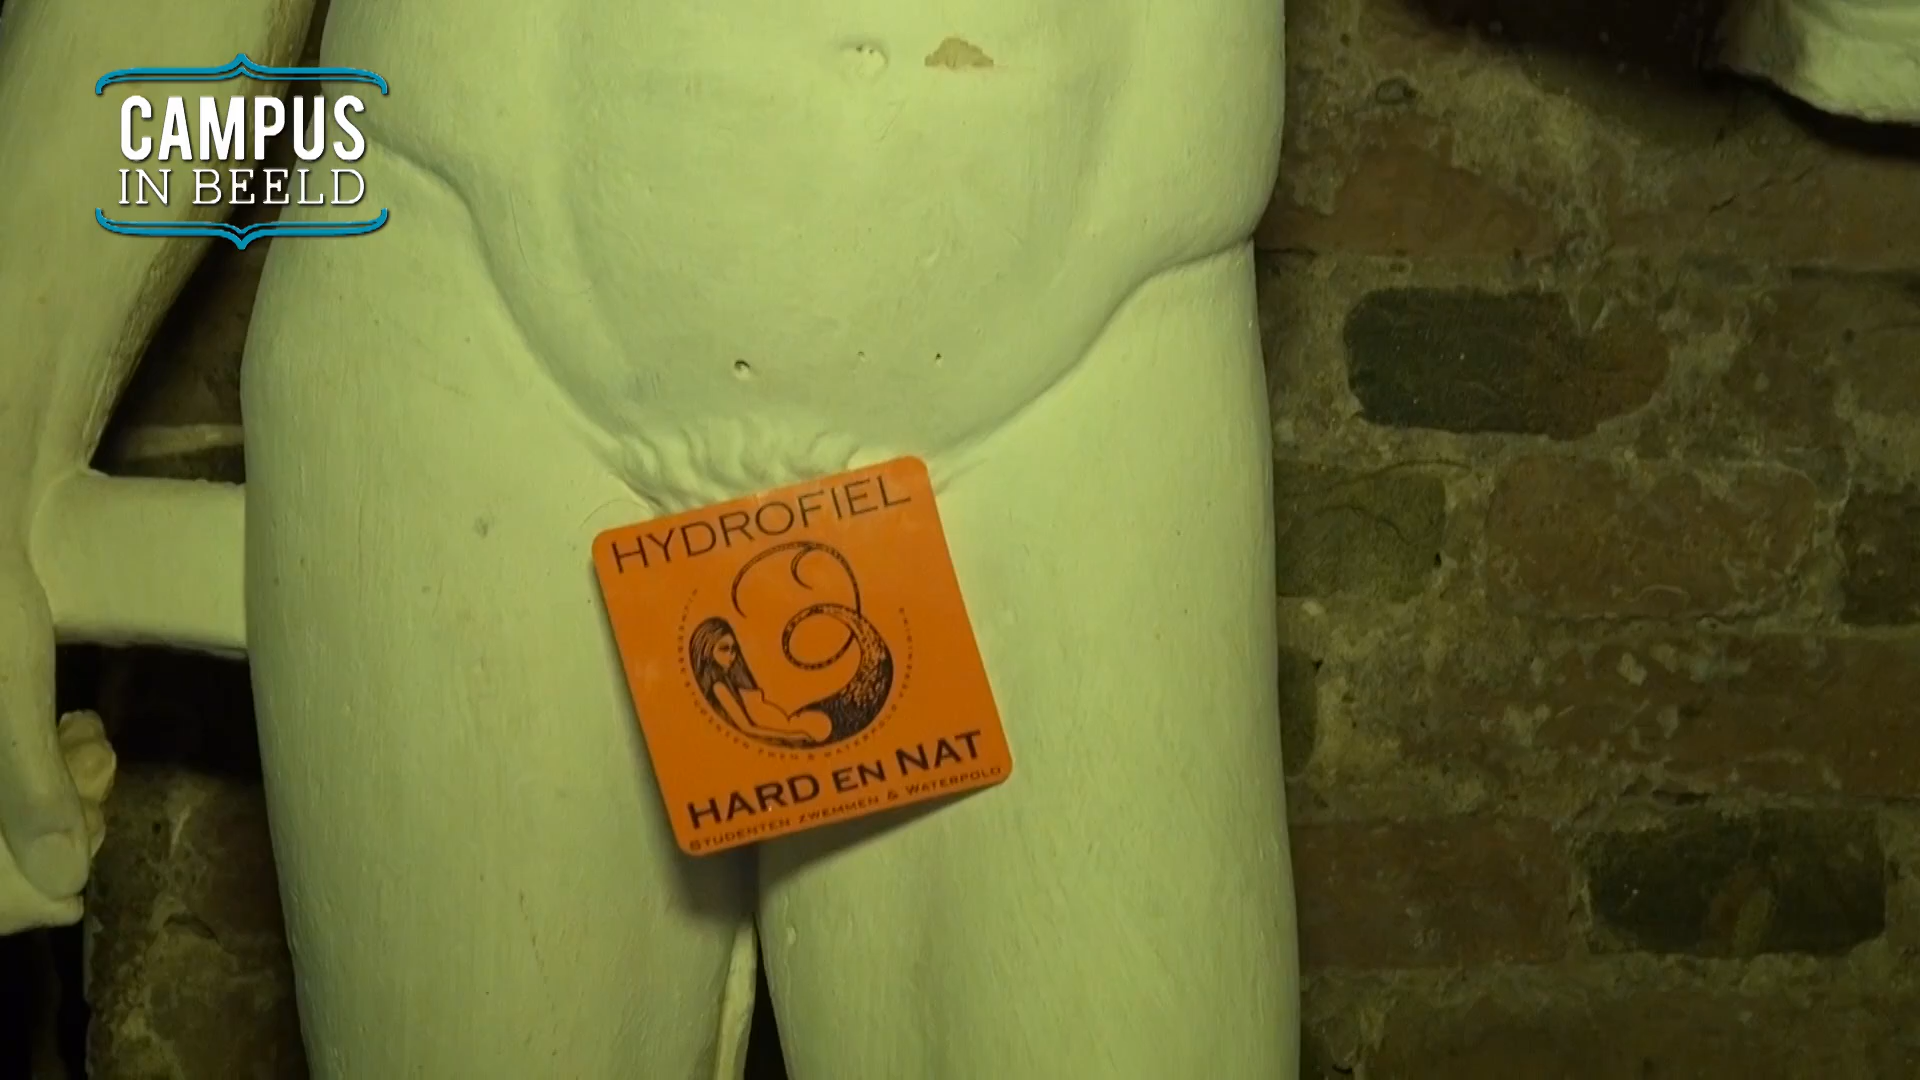 CAMPUS
IN BEELD
HYDROFIEL
HARD EN NAT
STUDENTEN ZWEMMEN & WATERPOLO